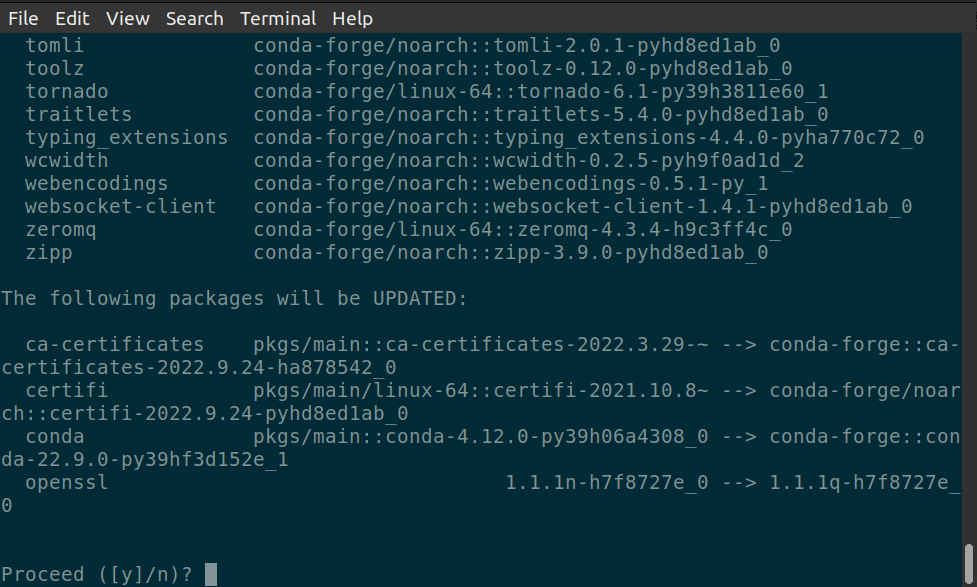 File Edit View Search Terminal Help
tomli conda-forge/noarch::tomli-2.0.1-pyhd8ed1ab_0
toolz conda-forge/noarch::toolz-0.12.0-pyhd8ed1ab_0
tornado conda-forge/linux-64::tornado-6.1-py39h3811e60_1
traitlets conda-forge/noarch::traitlets-5.4.0-pyhd8ed1ab_0
typing_extensions conda-forge/noarch::typing_extensions-4.4.0-pyha770c72_0
wcwidth conda-forge/noarch::wcwidth-0.2.5-pyh9f0ad1d_2
webencodings conda-forge/noarch::webencodings-0.5.1-py_1
websocket-client conda-forge/noarch::websocket-client-1.4.1-pyhd8ed1ab_0
zeromq conda-forge/linux-64::zeromq-4.3.4-h9c3ff4c_0
zipp conda-forge/noarch::zipp-3.9.0-pyhd8ed1ab_0
The following packages will be UPDATED:
ca-certificates pkgs/main::ca-certificates-2022.3.29-~ --> conda-forge::ca-
certificates-2022.9.24-ha878542_0
certifi pkgs/main/linux-64::certifi-2021.10.8~ --> conda-forge/noar
ch::certifi-2022.9.24-pyhd8ed1ab_0
conda pkgs/main::conda-4.12.0-py39h06a4308_0 --> conda-forge::con
da-22.9.0-py39hf3d152e_1
openssl 1.1.1n-h7f8727e_0 --> 1.1.1q-h7f8727e_
0
Proceed ([y]/n)?